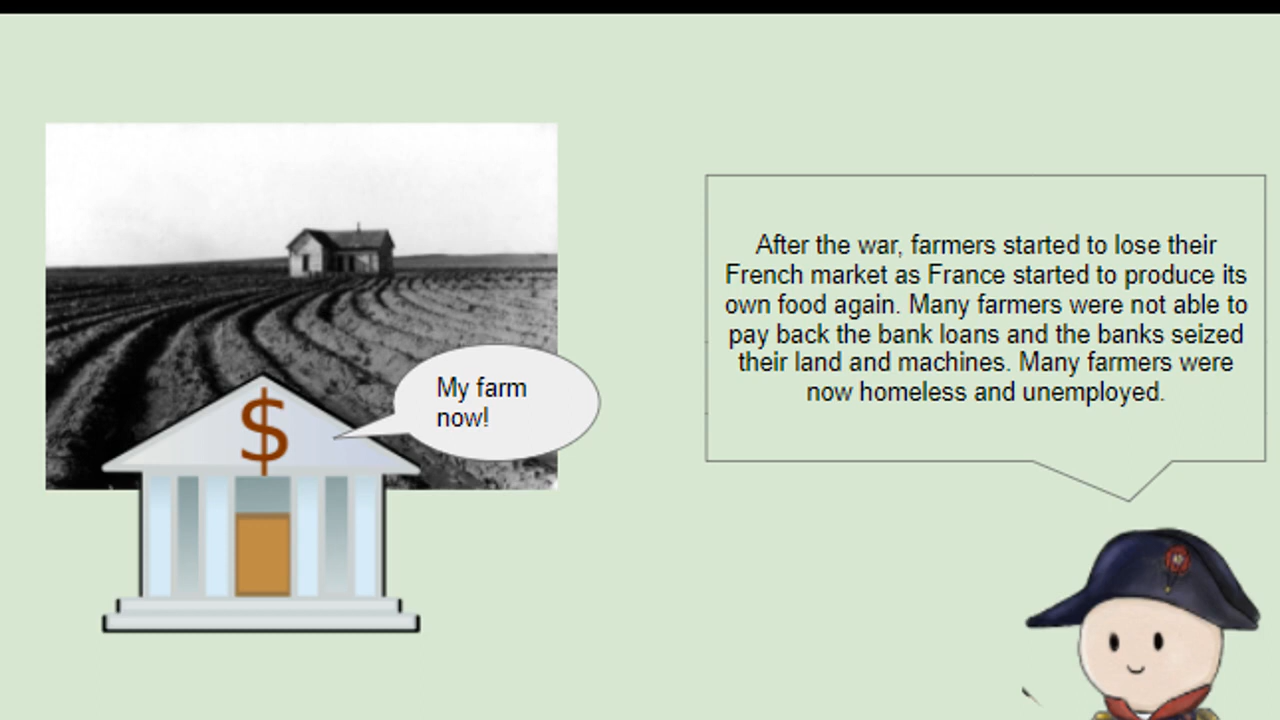 $
My farm
now!
After the war, farmers started to lose their
French market as France started to produce its
own food again. Many farmers were not able to
pay back the bank loans and the banks seized
their land and machines. Many farmers were
now homeless and unemployed.